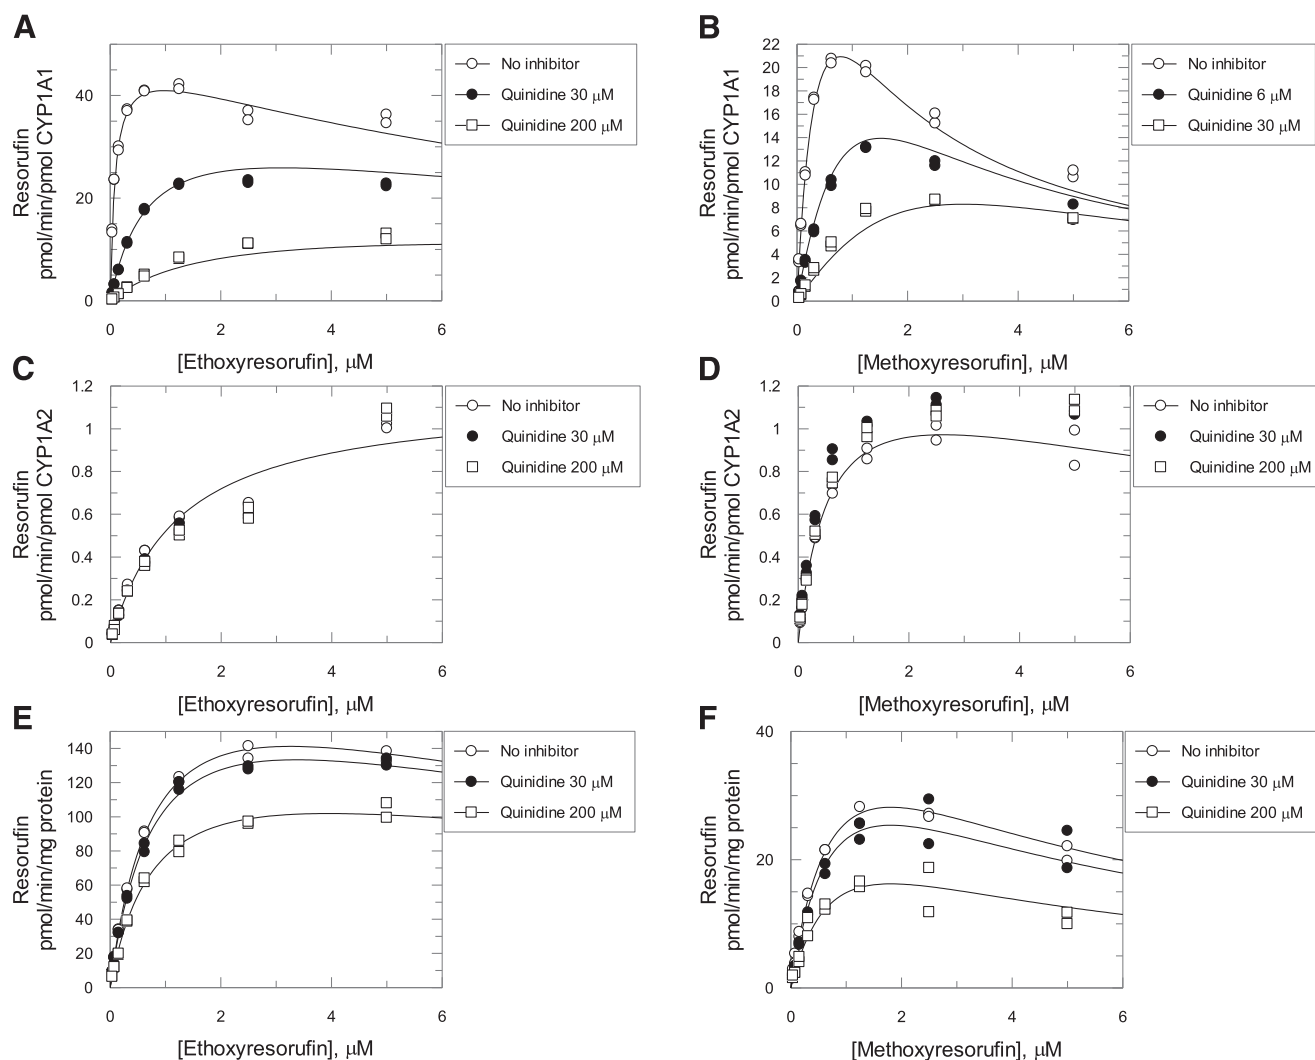 A
Resorufin
pmol/min/pmol CYP1A1
40
20
0
0 2 4 6
[Ethoxyresorufin], μM
No inhibitor
Quinidine 30 μM
Quinidine 200 μM
B
Resorufin
pmol/min/pmol CYP1A1
22
20
18
16
14
12
10
8
6
4
2
0
0 2 4 6
[Methoxyresorufin], μM
No inhibitor
Quinidine 6 μM
Quinidine 30 μM
C
Resorufin
pmol/min/pmol CYP1A2
1.2
1
0.8
0.6
0.4
0.2
0
0 2 4 6
[Ethoxyresorufin], μM
No inhibitor
Quinidine 30 μM
Quinidine 200 μM
D
Resorufin
pmol/min/pmol CYP1A2
1.2
1
0.8
0.6
0.4
0.2
0
0 2 4 6
[Methoxyresorufin], μM
No inhibitor
Quinidine 30 μM
Quinidine 200 μM
E
Resorufin
pmol/min/mg protein
140
120
100
80
60
40
20
0
0 2 4 6
[Ethoxyresorufin], μM
No inhibitor
Quinidine 30 μM
Quinidine 200 μM
F
Resorufin
pmol/min/mg protein
40
20
0
0 2 4 6
[Methoxyresorufin], μM
No inhibitor
Quinidine 30 μM
Quinidine 200 μM